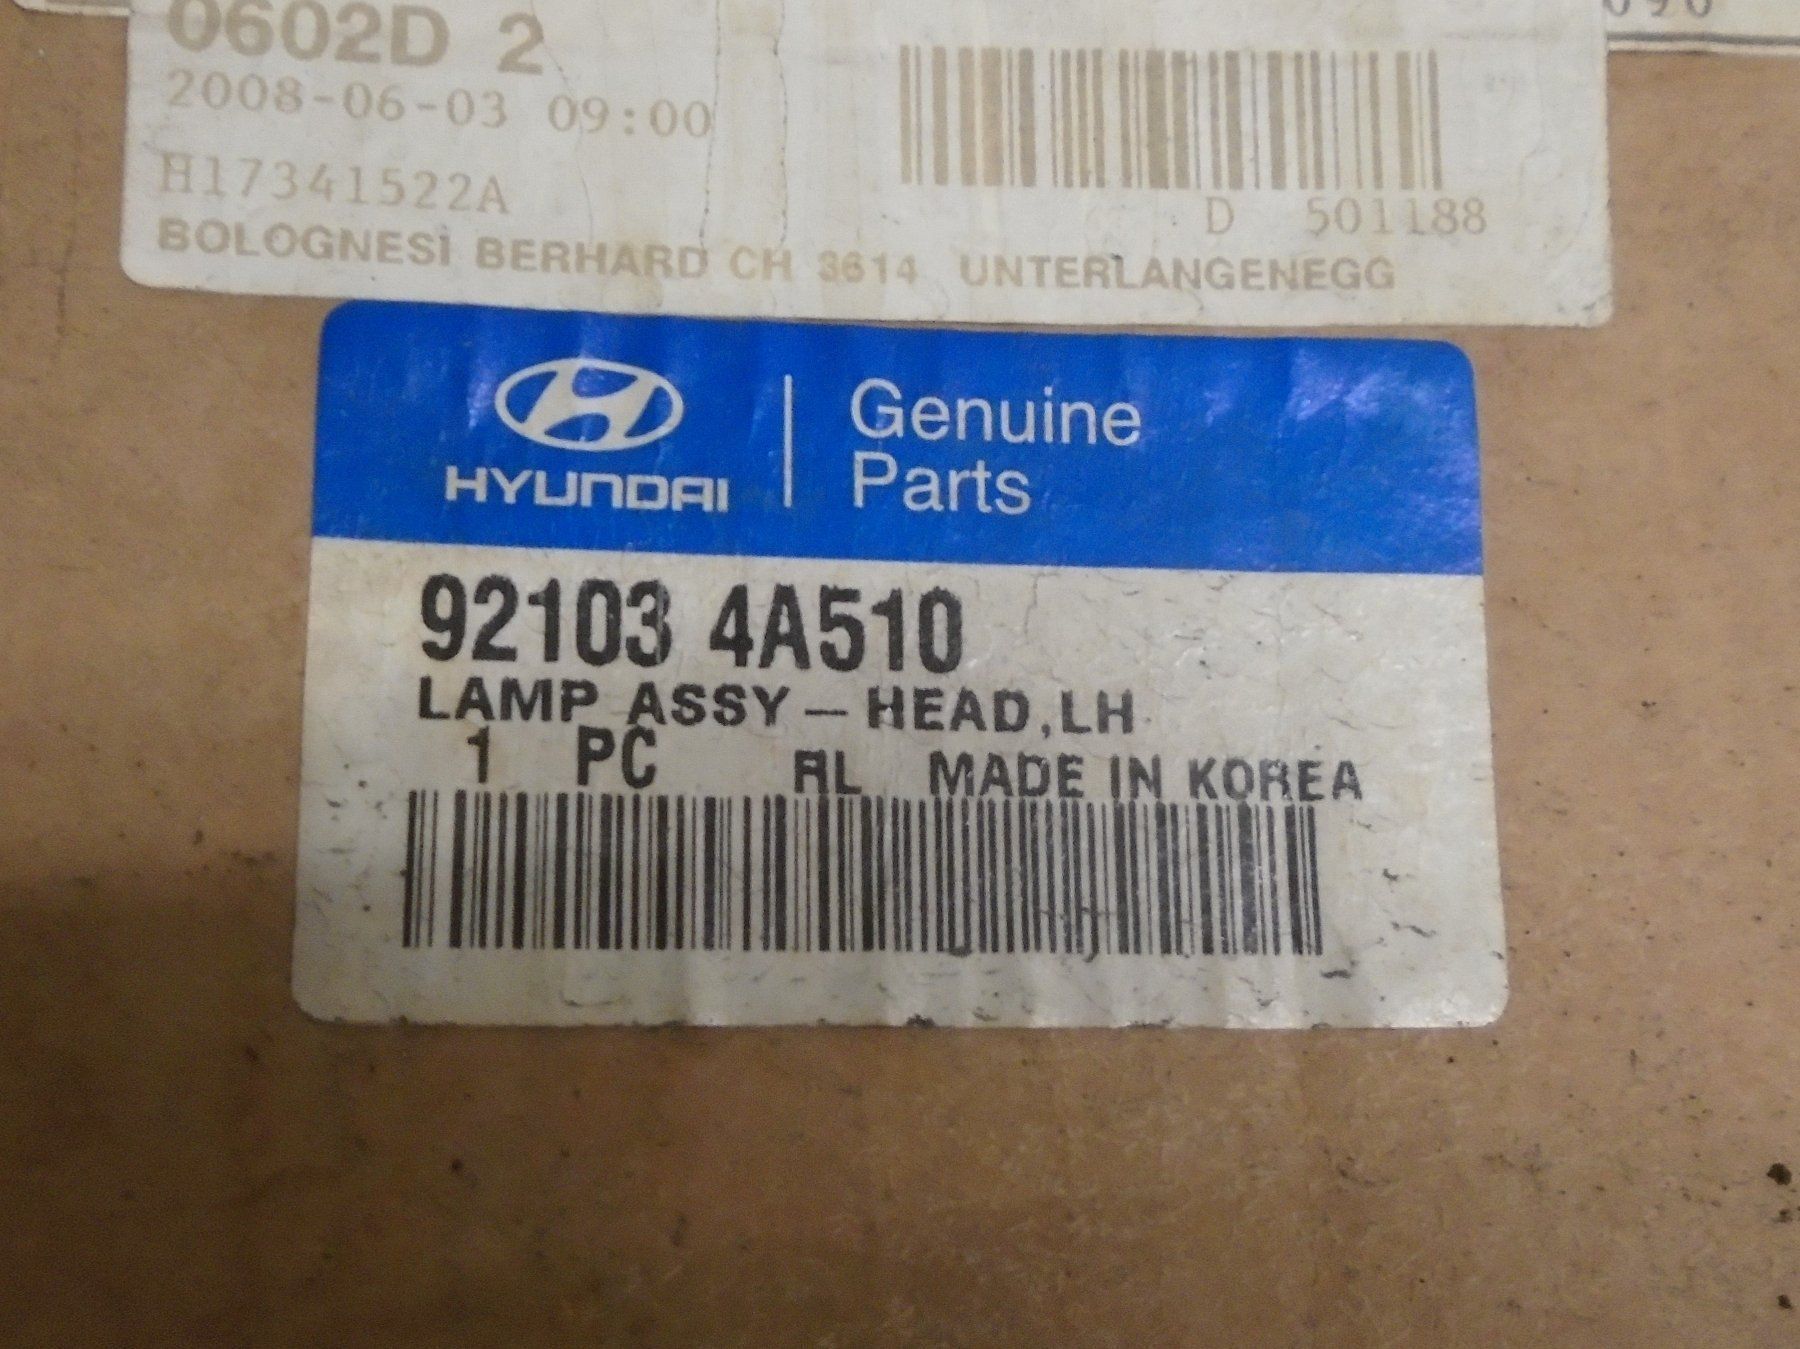 0602D 2
2008-06-03 09:00
H17341522A
D 501188
BOLOGNESI BERHARD CH 3614 UNTERLANGENEGG
HYUNDAI
Genuine
Parts
92103 4A510
LAMP ASSY - HEAD, LH
1 PC RL MADE IN KOREA